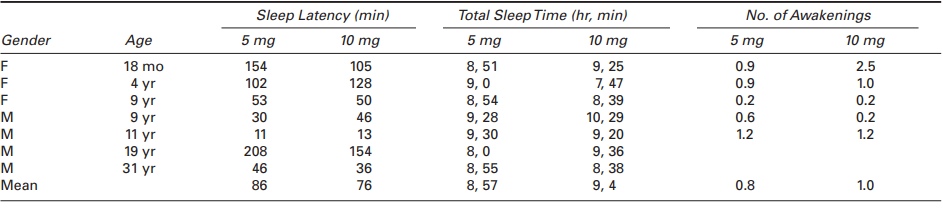 Sleep Latency (min) Total Sleep Time (hr, min) No. of Awakenings
Gender Age 5 mg 10 mg 5 mg 10 mg 5 mg 10 mg
F 18 mo 154 105 8, 51 9, 25 0.9 2.5
F 4 yr 102 128 9, 0 7, 47 0.9 1.0
F 9 yr 53 50 8, 54 8, 39 0.2 0.2
M 9 yr 30 46 9, 28 10, 29 0.6 0.2
M 11 yr 11 13 9, 30 9, 20 1.2 1.2
M 19 yr 208 154 8, 0 9, 36
M 31 yr 46 36 8, 55 8, 38
Mean 86 76 8, 57 9, 4 0.8 1.0